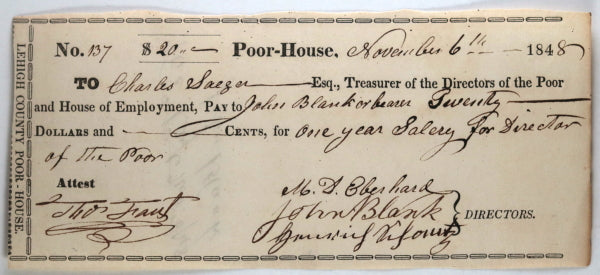 LEHIGH COUNTY POOR-HOUSE.
No. 137 $ 20.. Poor-House, November 6th 1848
TO Charles Saeger Esq., Treasurer of the Directors of the Poor
and House of Employment, PAY to John Blank or bearer Twenty
DOLLARS and — CENTS, for one year Salery for Director
of the Poor
Attest
M. D. Eberhard
John Blank
DIRECTORS.